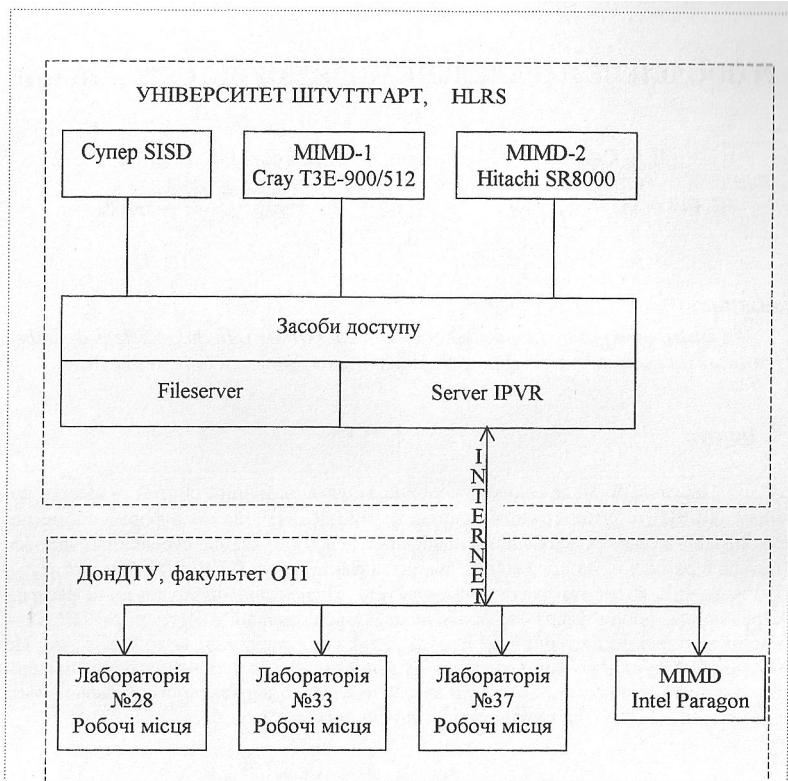 УНІВЕРСИТЕТ ШТУТТГАРТ, HLRS
Супер SISD
MIMD-1
Cray T3E-900/512
MIMD-2
Hitachi SR8000
Засоби доступу
Fileserver
Server IPVR
INTERNET
ДонДТУ, факультет ОТІ
Лабораторія
№28
Робочі місця
Лабораторія
№33
Робочі місця
Лабораторія
№37
Робочі місця
MIMD
Intel Paragon